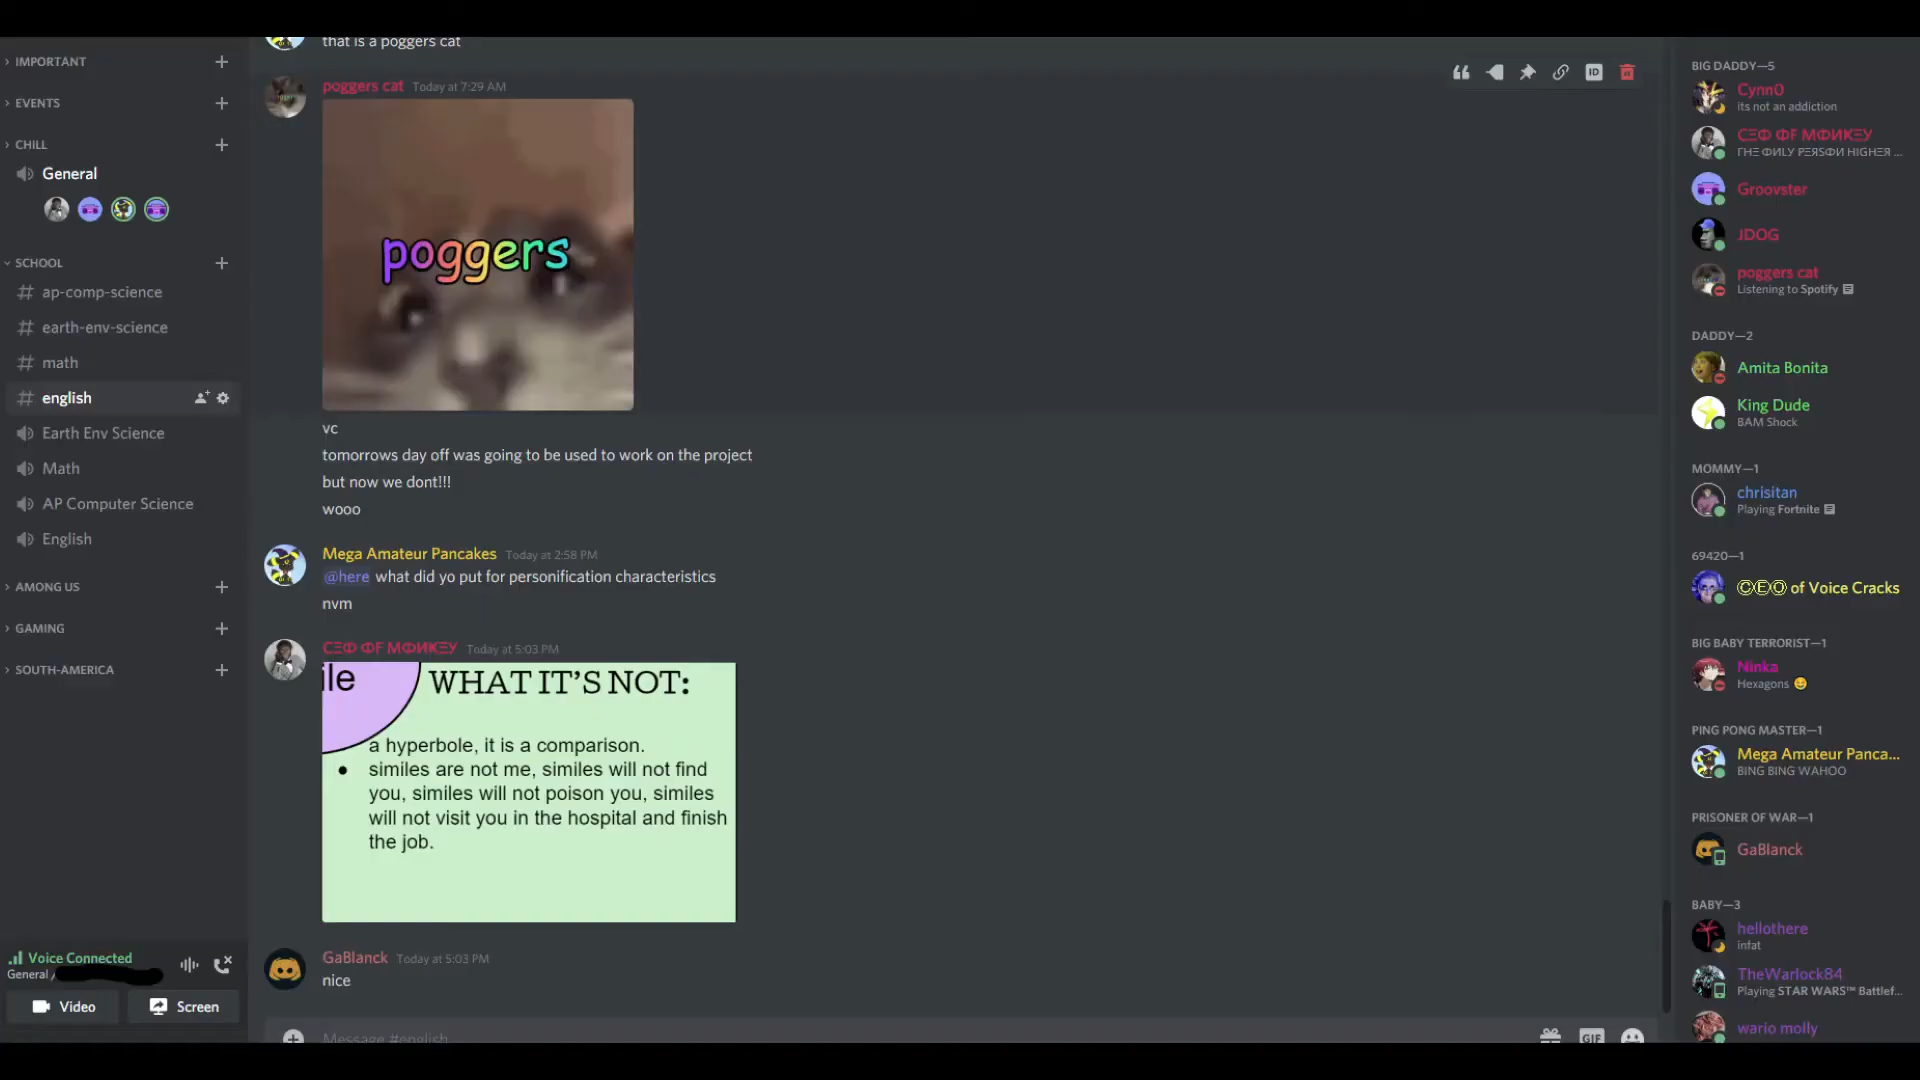 IMPORTANT
EVENTS
CHILL
General
SCHOOL
ap-comp-science
earth-env-science
math
english
Earth Env Science
Math
AP Computer Science
English
AMONG US
GAMING
SOUTH-AMERICA
Voice Connected
General /
Video
Screen
that is a poggers cat
poggers cat Today at 7:29 AM
poggers
vc
tomorrows day off was going to be used to work on the project
but now we dont!!!
wooo
Mega Amateur Pancakes Today at 2:58 PM
@here what did yo put for personification characteristics
nvm
CΞΦ ΦF MΦИKΞY Today at 5:03 PM
ile
WHAT IT'S NOT:
a hyperbole, it is a comparison.
● similes are not me, similes will not find
you, similes will not poison you, similes
will not visit you in the hospital and finish
the job.
GaBlanck Today at 5:03 PM
nice
Message #english
GIF
ID
BIG DADDY—5
Cynn0
its not an addiction
CΞΦ ΦF MΦИKΞY
ΓHΞ ΦИLY PΞЯSΦИ HIGHΞЯ ...
Groovster
JDOG
poggers cat
Listening to Spotify
DADDY—2
Amita Bonita
King Dude
BAM Shock
MOMMY—1
chrisitan
Playing Fortnite
69420—1
ⒸⒺⓄ of Voice Cracks
BIG BABY TERRORIST—1
Ninka
Hexagons 😏
PING PONG MASTER—1
Mega Amateur Panca...
BING BING WAHOO
PRISONER OF WAR—1
GaBlanck
BABY—3
hellothere
infat
TheWarlock84
Playing STAR WARS™ Battlef...
wario molly